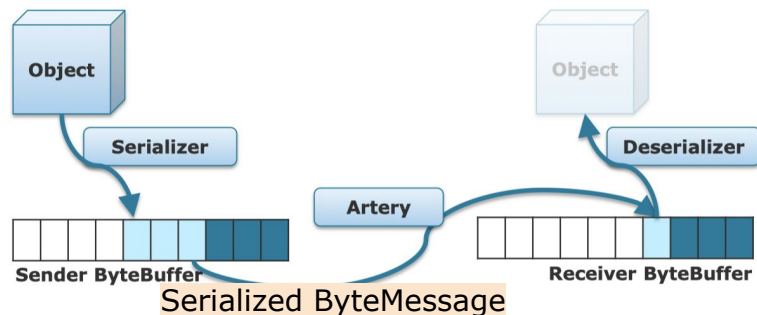 Object
Object
Serializer
Deserializer
Artery
Sender ByteBuffer
Receiver ByteBuffer
Serialized ByteMessage